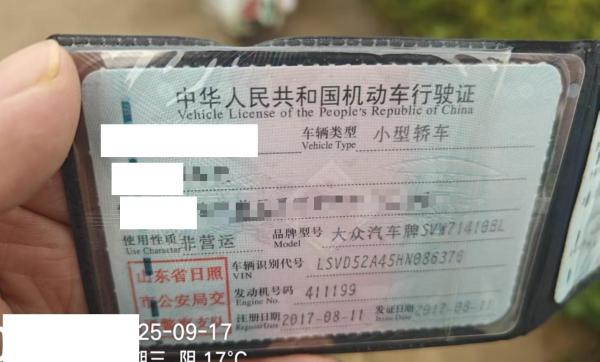 中华人民共和国机动车行驶证
Vehicle License of the People's Republic of China
车辆类型 小型轿车
Vehicle Type
使用性质 非营运 品牌型号 大众汽车牌SVW71410BL
Use Character Model
山东省日照 车辆识别代号 LSVD52A45HN086370
VIN
市公安局交 发动机号码 411199
Engine No.
注册日期 2017-08-11 发证日期 2017-08-11
Register Date Issue Date
25-09-17
阴 17°C